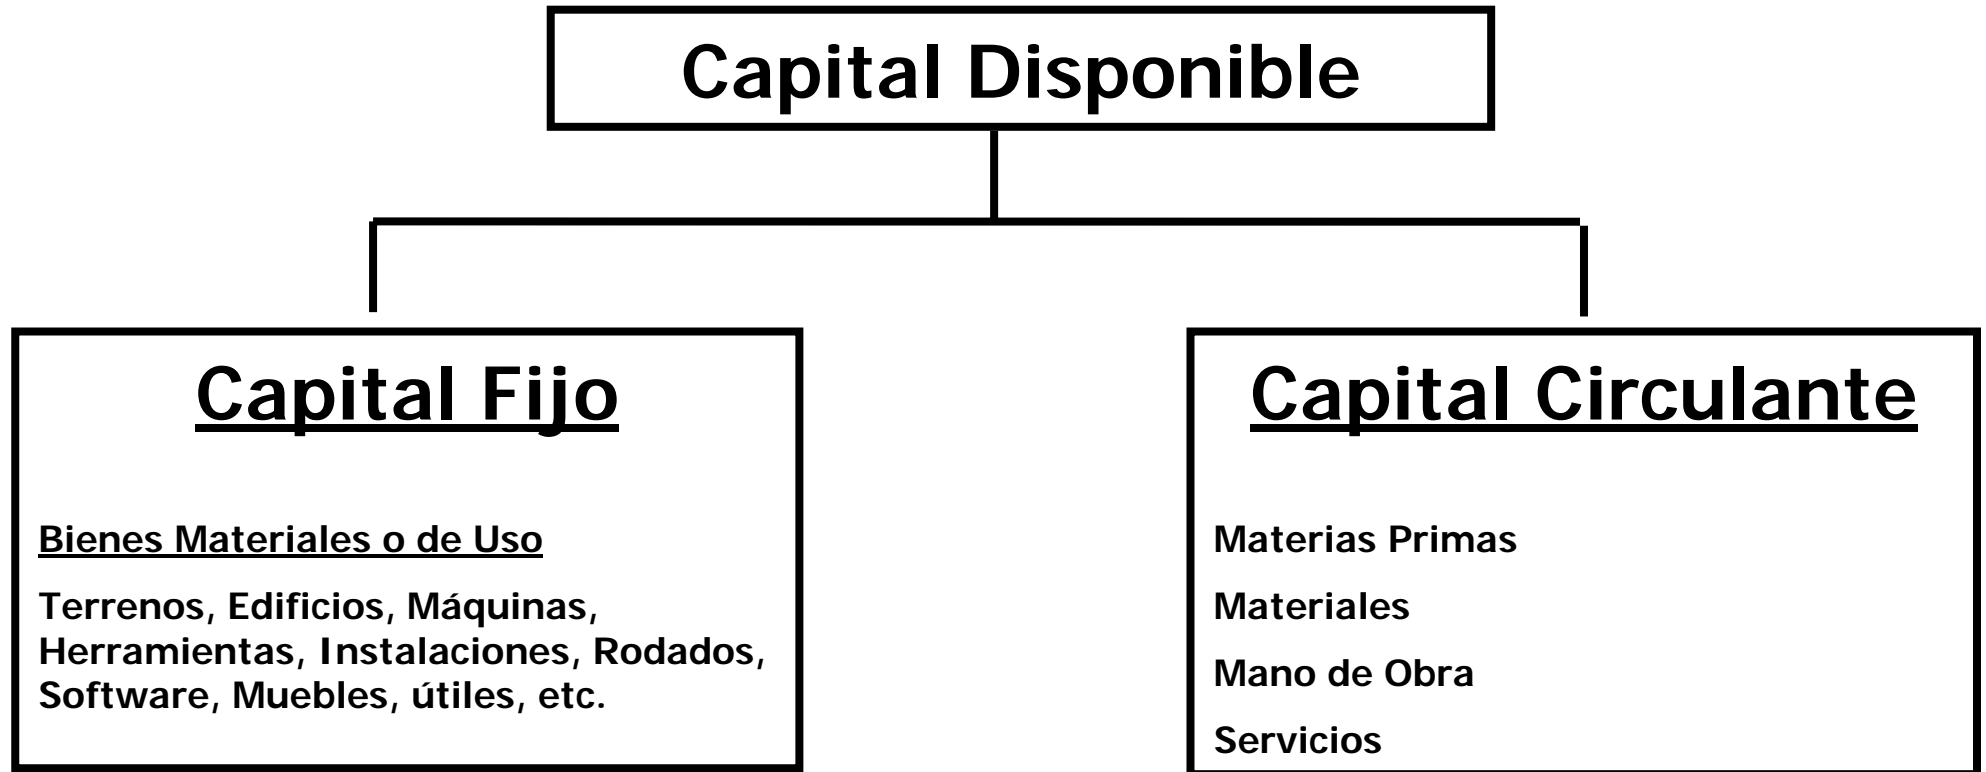 Capital Disponible
Capital Fijo
Bienes Materiales o de Uso
Terrenos, Edificios, Máquinas,
Herramientas, Instalaciones, Rodados,
Software, Muebles, útiles, etc.
Capital Circulante
Materias Primas
Materiales
Mano de Obra
Servicios